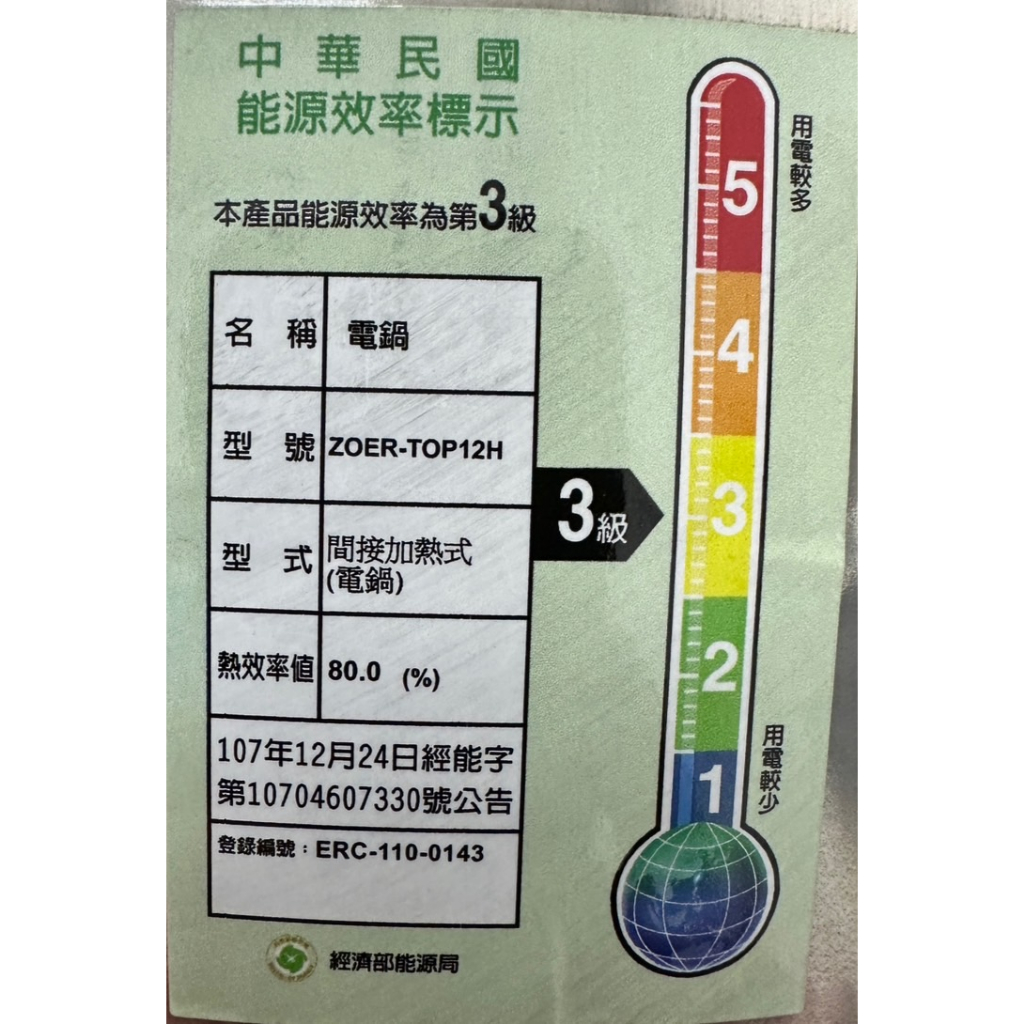 中華民國
能源效率標示
本產品能源效率為第3級
名稱 電鍋
型號 ZOER-TOP12H
型式 間接加熱式
(電鍋)
熱效率值 80.0 (%)
107年12月24日經能字
第10704607330號公告
登錄編號：ERC-110-0143
經濟部能源局
3級
用電較多
5
4
3
2
1
用電較少